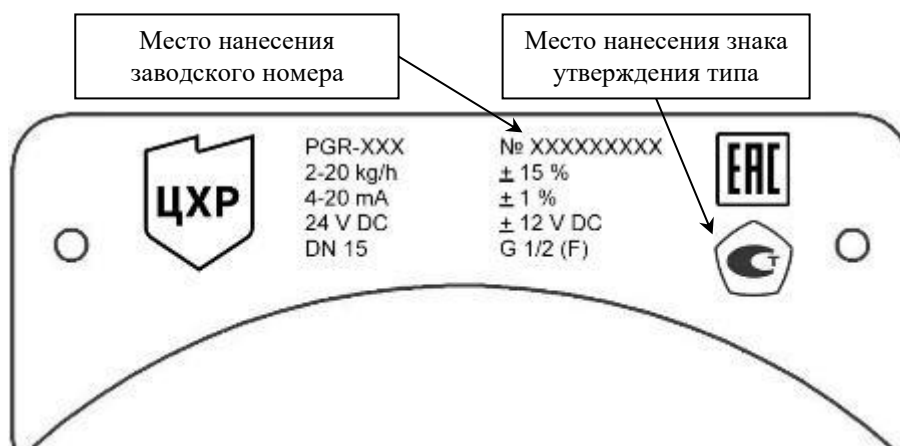 Место нанесения
заводского номера
Место нанесения знака
утверждения типа
ЦХР
PGR-XXX
2-20 kg/h
4-20 mA
24 V DC
DN 15
№ XXXXXXXXX
± 15 %
± 1 %
± 12 V DC
G 1/2 (F)
EAC
СТ